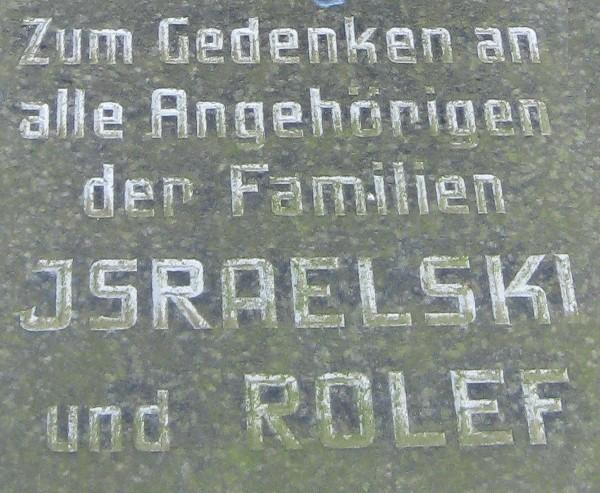 Zum Gedenken an
alle Angehörigen
der Familien
JSRAELSKI
und ROLEF